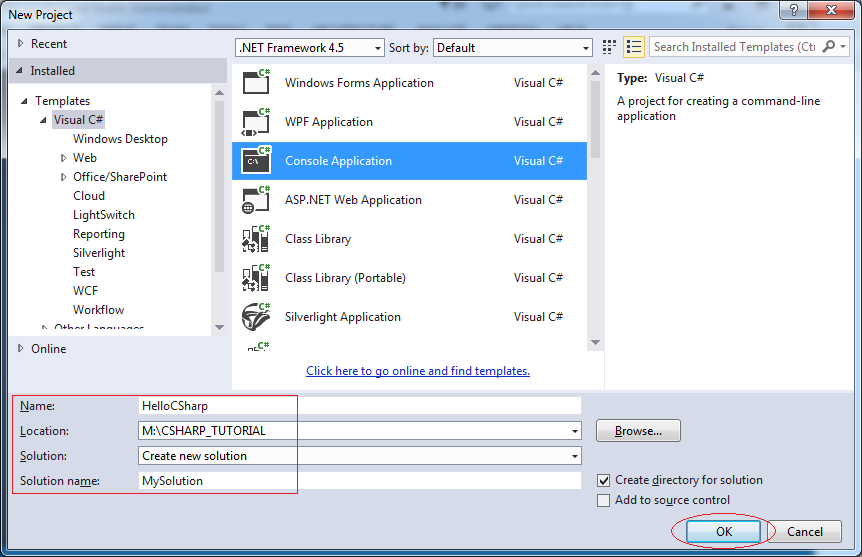 New Project
Recent
Installed
Templates
Visual C#
Windows Desktop
Web
Office/SharePoint
Cloud
LightSwitch
Reporting
Silverlight
Test
WCF
Workflow
Other Languages
Online
.NET Framework 4.5
Sort by: Default
Search Installed Templates (Ctr
Windows Forms Application Visual C#
WPF Application Visual C#
Console Application Visual C#
ASP.NET Web Application Visual C#
Class Library Visual C#
Class Library (Portable) Visual C#
Silverlight Application Visual C#
Click here to go online and find templates.
Type: Visual C#
A project for creating a command-line
application
Name: HelloCSharp
Location: M:\CSHARP_TUTORIAL
Browse...
Solution: Create new solution
Solution name: MySolution
Create directory for solution
Add to source control
OK Cancel